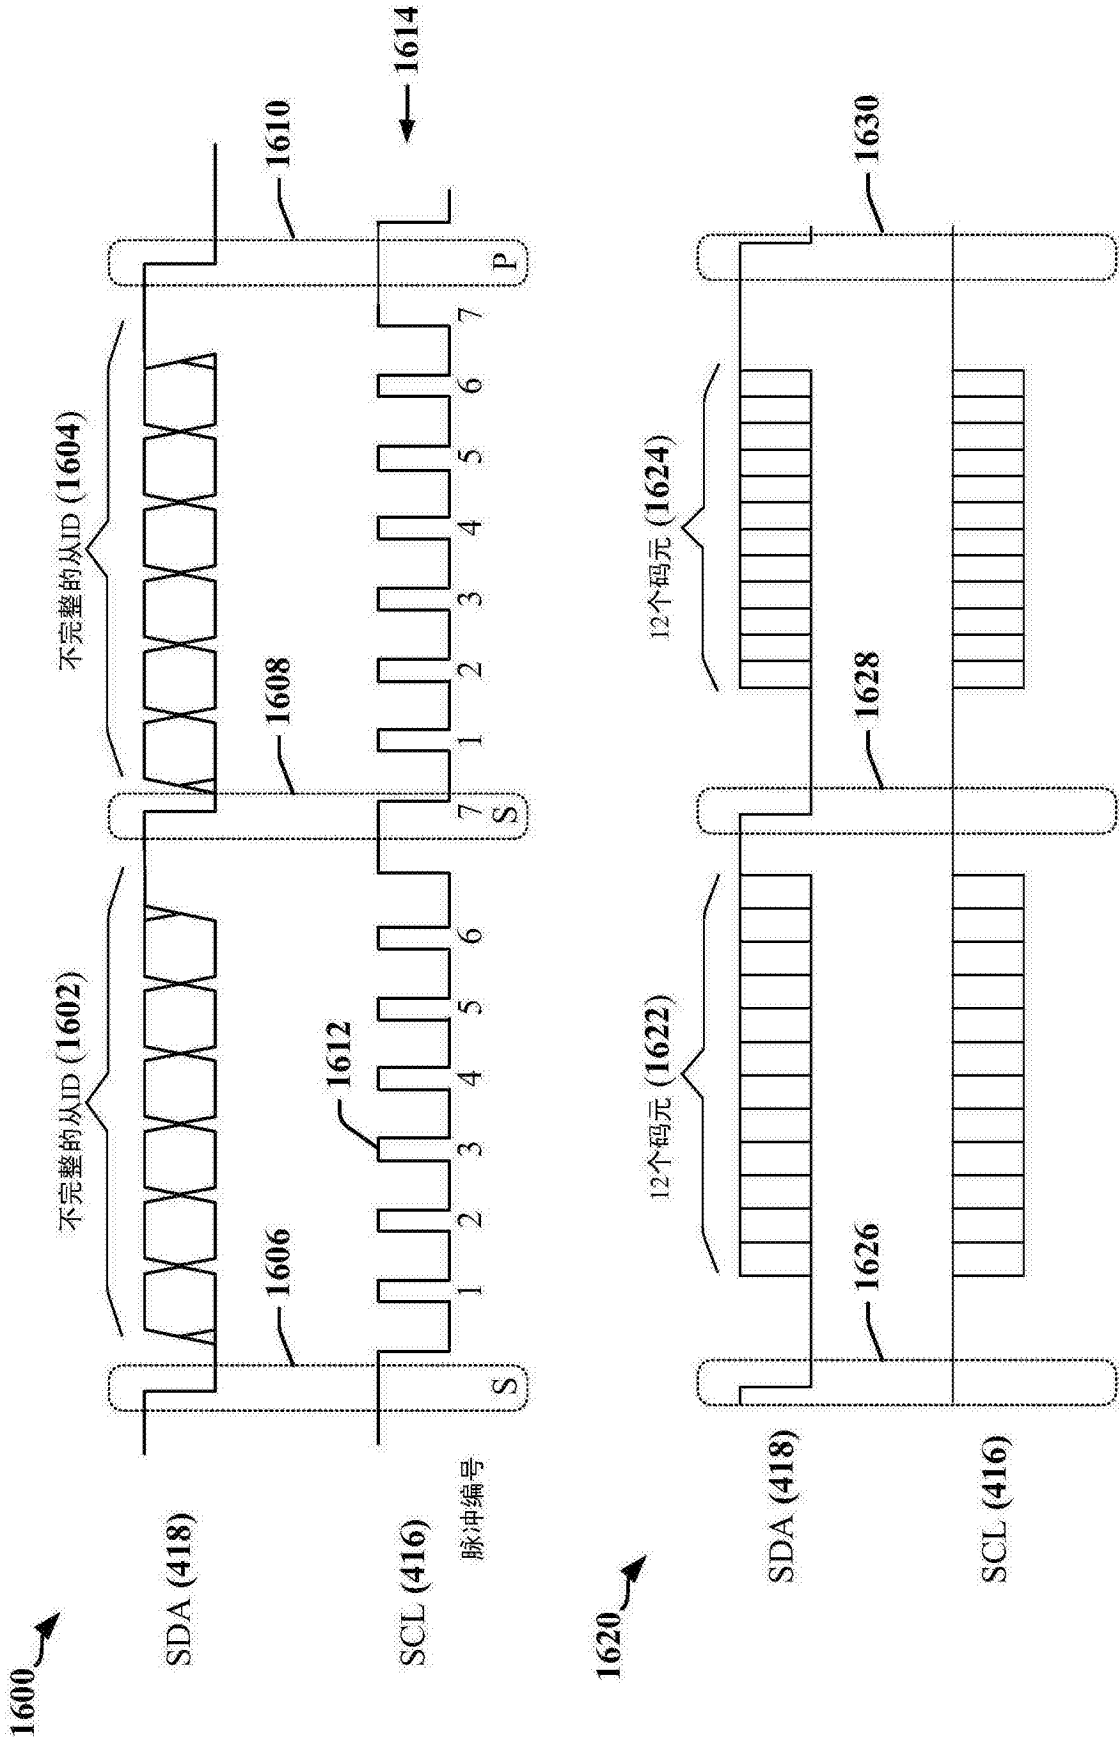 1600
不完整的从ID (1602)
不完整的从ID (1604)
SDA (418)
1606
1608
1610
SCL (416)
1612
1614
脉冲编号
1 2 3 4 5 6 7 1 2 3 4 5 6 7
S S P
1620
12个码元 (1622)
12个码元 (1624)
SDA (418)
1626
1628
1630
SCL (416)